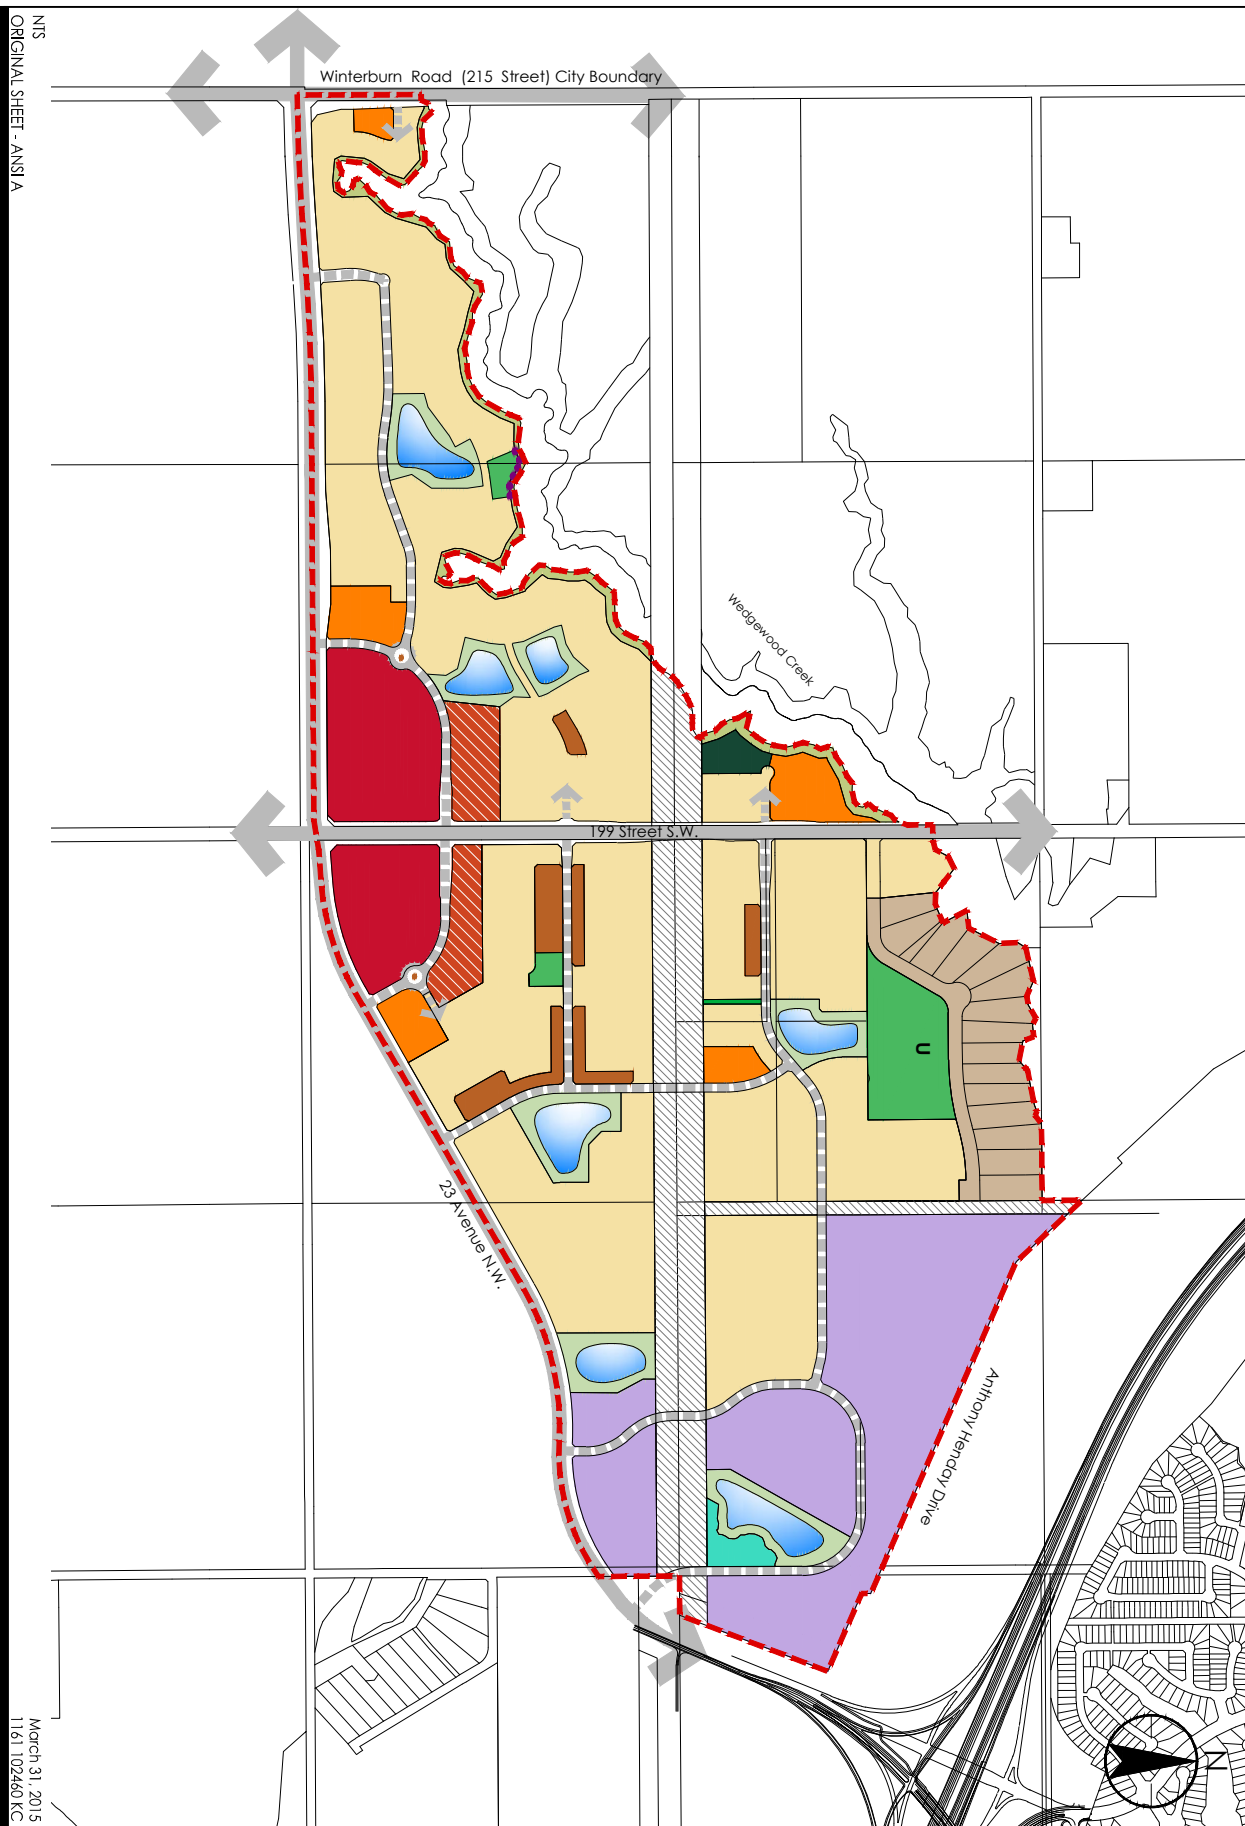 NTS
ORIGINAL SHEET - ANSI A
Winterburn Road (215 Street) City Boundary
Wedgewood Creek
199 Street S.W.
U
23 Avenue N.W.
Anthony Henday Drive
N
March 31, 2015
1161 102460 KC